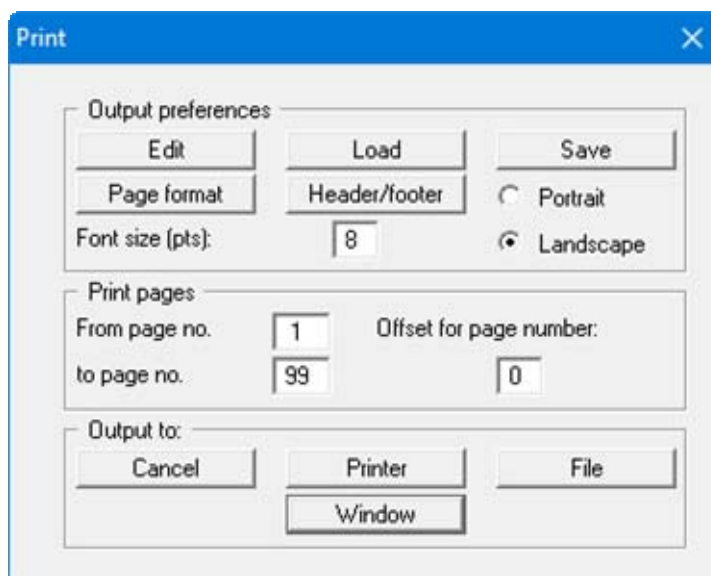 Print
Output preferences
Edit Load Save
Page format Header/footer Portrait
Font size (pts): 8 Landscape
Print pages
From page no. 1 Offset for page number:
to page no. 99 0
Output to:
Cancel Printer File
Window